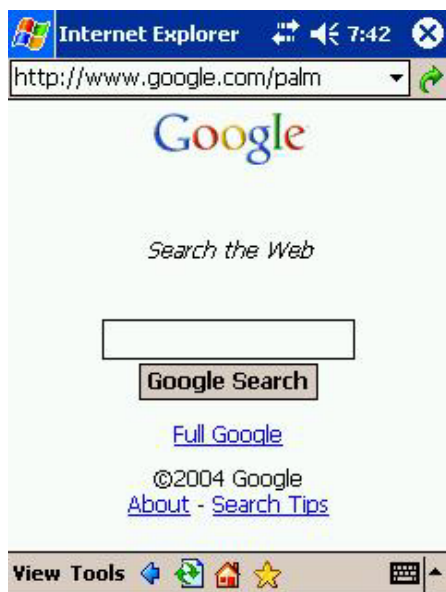 Internet Explorer 7:42
http://www.google.com/palm
Google
Search the Web
Google Search
Full Google
©2004 Google
About - Search Tips
View Tools